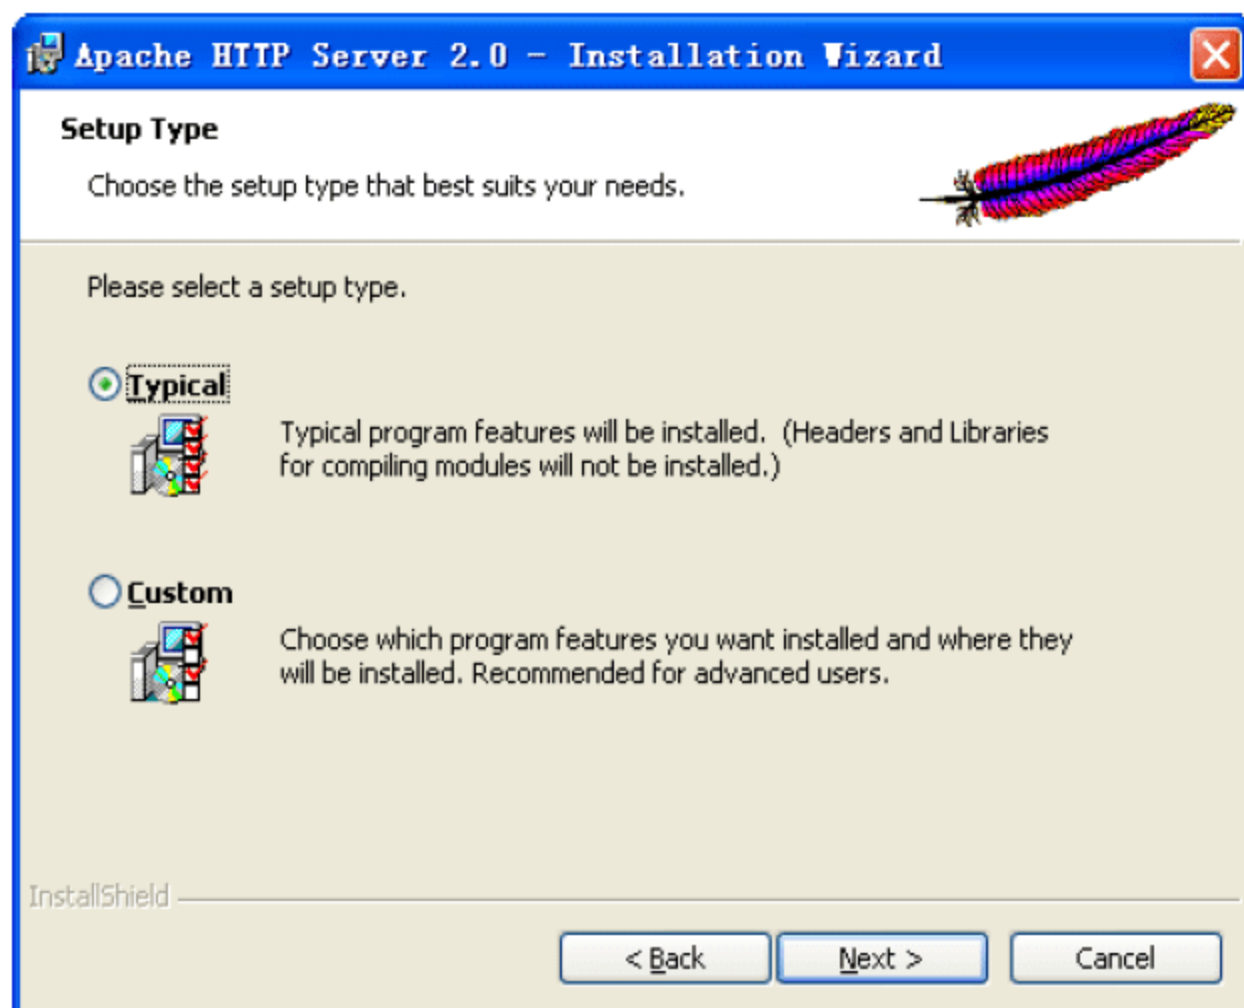 Apache HTTP Server 2.0 - Installation Wizard
Setup Type
Choose the setup type that best suits your needs.
Please select a setup type.
Typical
Typical program features will be installed.  (Headers and Libraries
for compiling modules will not be installed.)
Custom
Choose which program features you want installed and where they
will be installed. Recommended for advanced users.
InstallShield
< Back Next > Cancel